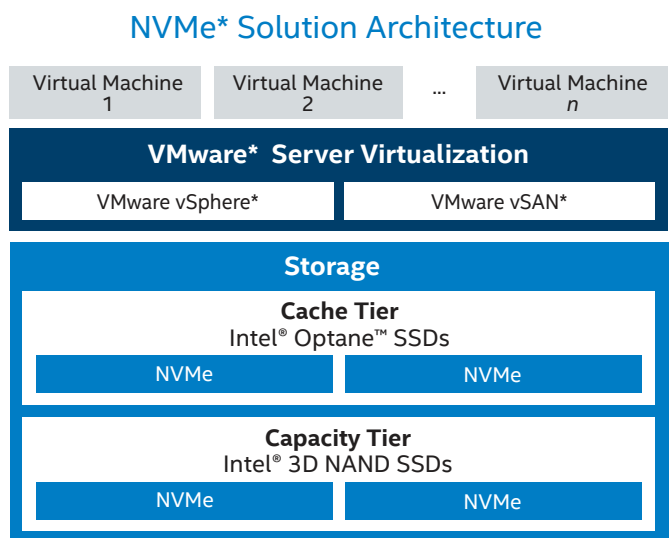 NVMe* Solution Architecture
Virtual Machine
1
Virtual Machine
2
...
Virtual Machine
n
VMware* Server Virtualization
VMware vSphere*
VMware vSAN*
Storage
Cache Tier
Intel® Optane™ SSDs
NVMe
NVMe
Capacity Tier
Intel® 3D NAND SSDs
NVMe
NVMe